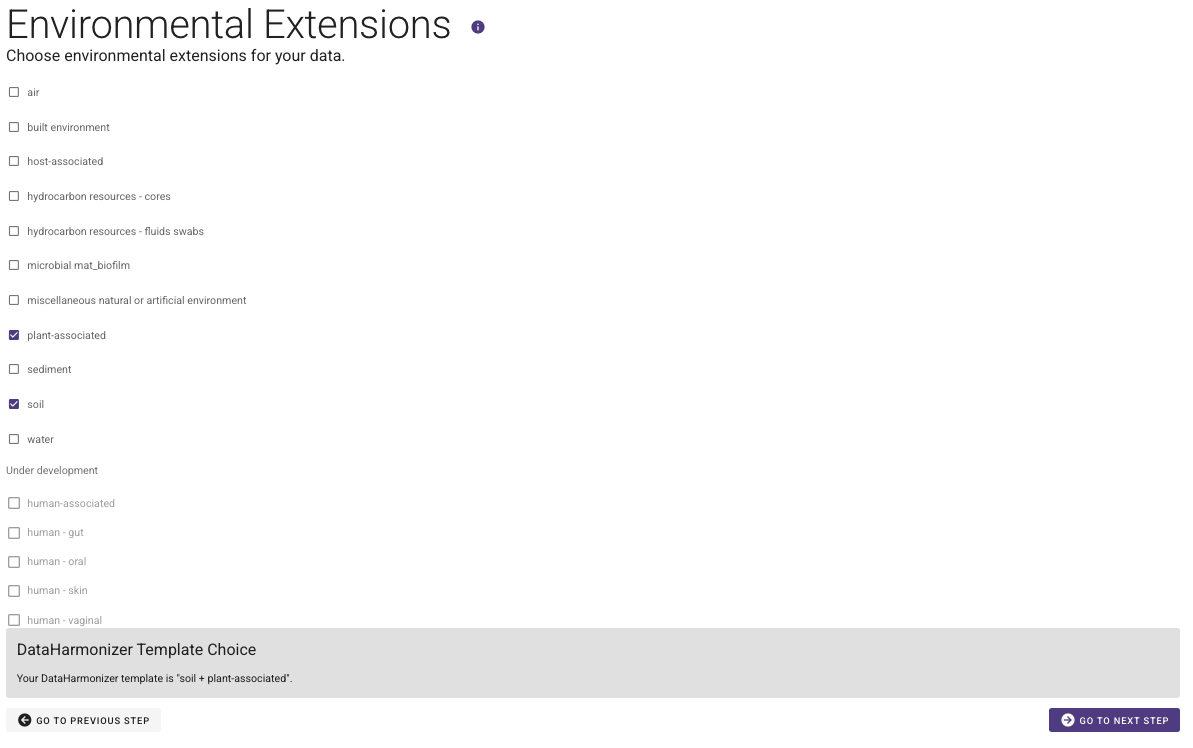 Environmental Extensions
Choose environmental extensions for your data.
air
built environment
host-associated
hydrocarbon resources - cores
hydrocarbon resources - fluids swabs
microbial mat_biofilm
miscellaneous natural or artificial environment
plant-associated
sediment
soil
water
Under development
human-associated
human - gut
human - oral
human - skin
human - vaginal
DataHarmonizer Template Choice
Your DataHarmonizer template is "soil + plant-associated".
GO TO PREVIOUS STEP
GO TO NEXT STEP